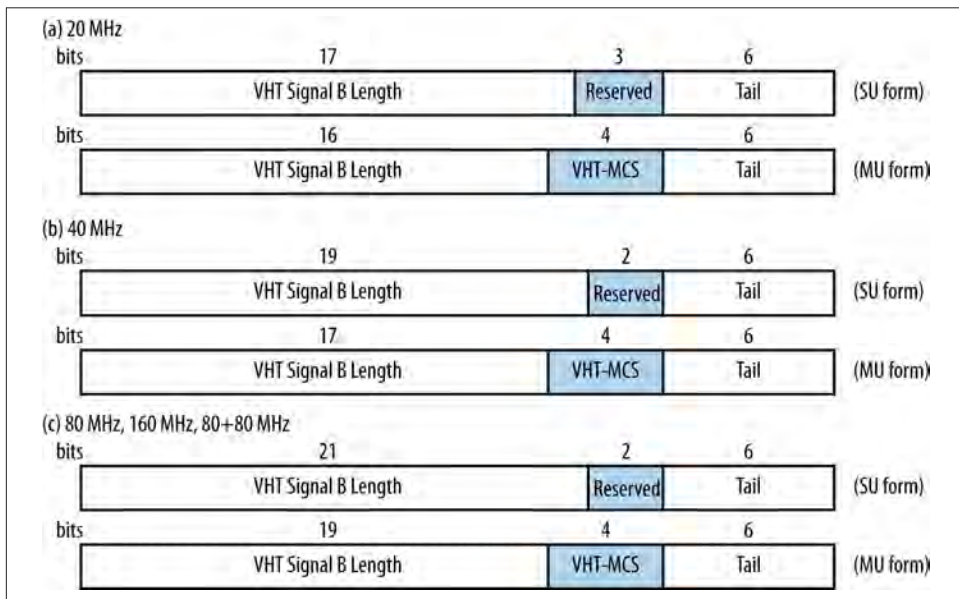 (a) 20 MHz
bits 17 3 6
VHT Signal B Length Reserved Tail (SU form)
bits 16 4 6
VHT Signal B Length VHT-MCS Tail (MU form)
(b) 40 MHz
bits 19 2 6
VHT Signal B Length Reserved Tail (SU form)
bits 17 4 6
VHT Signal B Length VHT-MCS Tail (MU form)
(c) 80 MHz, 160 MHz, 80+80 MHz
bits 21 2 6
VHT Signal B Length Reserved Tail (SU form)
bits 19 4 6
VHT Signal B Length VHT-MCS Tail (MU form)